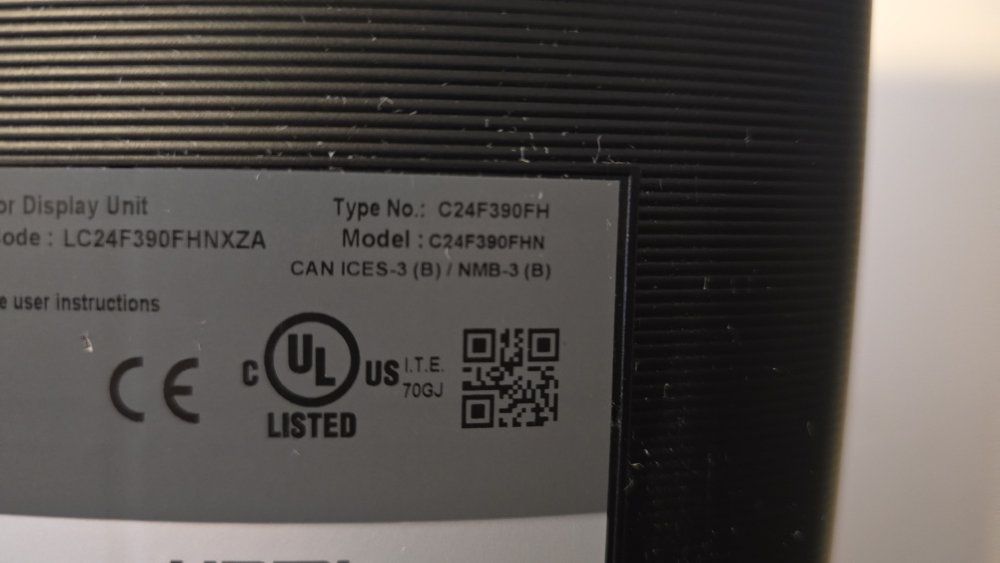 or Display Unit
Type No.: C24F390FH
ode : LC24F390FHNXZA
Model : C24F390FHN
CAN ICES-3 (B) / NMB-3 (B)
e user instructions
CE
C UL US
LISTED
I.T.E.
70GJ